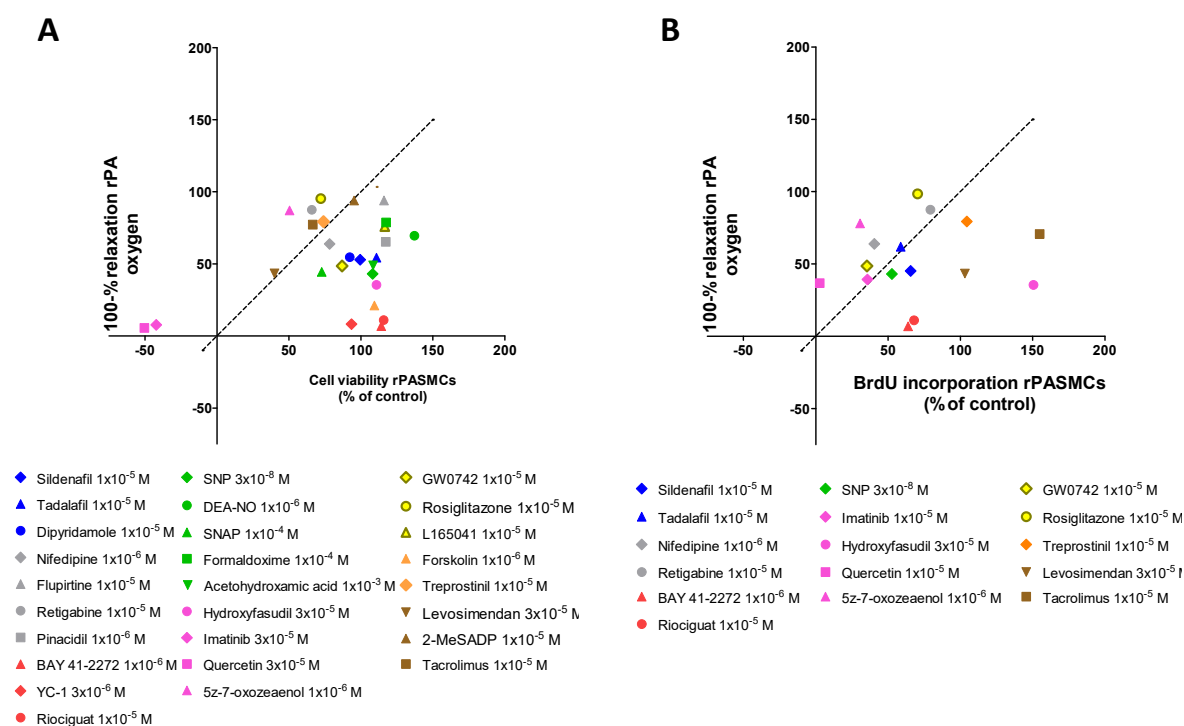 A
200
150
100
50
-50
50
100
150
200
-50
100-% relaxation rPA
oxygen
Cell viability rPASMCs
(% of control)
Sildenafil 1x10⁻⁵ M
Tadalafil 1x10⁻⁵ M
Dipyridamole 1x10⁻⁵ M
Nifedipine 1x10⁻⁶ M
Flupirtine 1x10⁻⁵ M
Retigabine 1x10⁻⁵ M
Pinacidil 1x10⁻⁶ M
BAY 41-2272 1x10⁻⁶ M
YC-1 3x10⁻⁶ M
Riociguat 1x10⁻⁵ M
SNP 3x10⁻⁸ M
DEA-NO 1x10⁻⁶ M
SNAP 1x10⁻⁴ M
Formaldoxime 1x10⁻⁴ M
Acetohydroxamic acid 1x10⁻³ M
Hydroxyfasudil 3x10⁻⁵ M
Imatinib 3x10⁻⁵ M
Quercetin 3x10⁻⁵ M
5z-7-oxozeaenol 1x10⁻⁶ M
GW0742 1x10⁻⁵ M
Rosiglitazone 1x10⁻⁵ M
L165041 1x10⁻⁵ M
Forskolin 1x10⁻⁶ M
Treprostinil 1x10⁻⁵ M
Levosimendan 3x10⁻⁵ M
2-MeSADP 1x10⁻⁵ M
Tacrolimus 1x10⁻⁵ M
B
200
150
100
50
-50
50
100
150
200
-50
100-% relaxation rPA
oxygen
BrdU incorporation rPASMCs
(% of control)
Sildenafil 1x10⁻⁵ M
Tadalafil 1x10⁻⁵ M
Nifedipine 1x10⁻⁶ M
Retigabine 1x10⁻⁵ M
BAY 41-2272 1x10⁻⁶ M
Riociguat 1x10⁻⁵ M
SNP 3x10⁻⁸ M
Imatinib 1x10⁻⁵ M
Hydroxyfasudil 3x10⁻⁵ M
Quercetin 1x10⁻⁵ M
5z-7-oxozeaenol 1x10⁻⁶ M
GW0742 1x10⁻⁵ M
Rosiglitazone 1x10⁻⁵ M
Treprostinil 1x10⁻⁵ M
Levosimendan 3x10⁻⁵ M
Tacrolimus 1x10⁻⁵ M